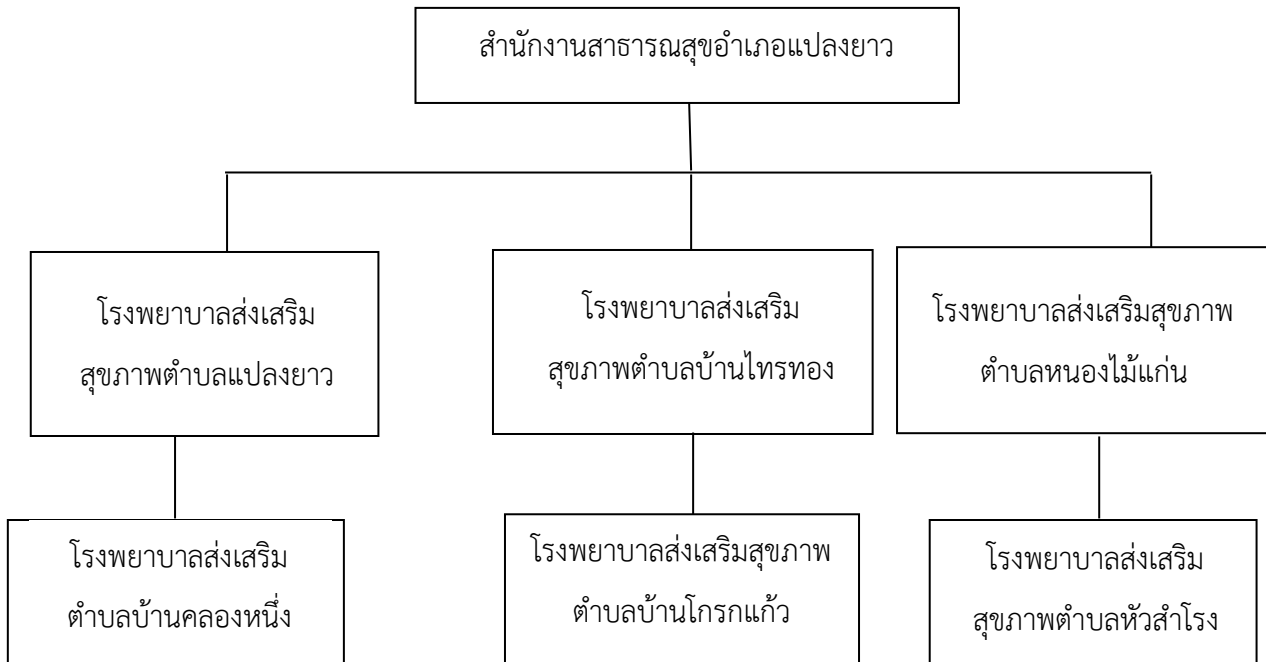 สำนักงานสาธารณสุขอำเภอแปลงยาว
โรงพยาบาลส่งเสริม
สุขภาพตำบลแปลงยาว
โรงพยาบาลส่งเสริม
สุขภาพตำบลบ้านไทรทอง
โรงพยาบาลส่งเสริมสุขภาพ
ตำบลหนองไม้แก่น
โรงพยาบาลส่งเสริม
ตำบลบ้านคลองหนึ่ง
โรงพยาบาลส่งเสริมสุขภาพ
ตำบลบ้านโกรกแก้ว
โรงพยาบาลส่งเสริม
สุขภาพตำบลหัวสำโรง